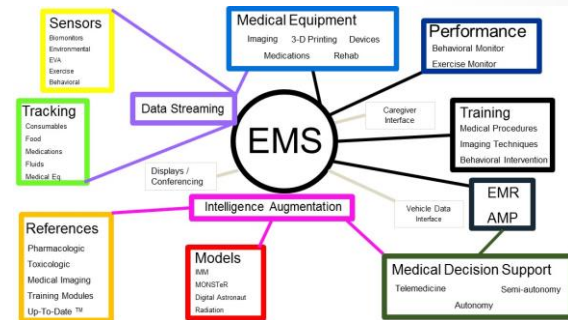 Sensors
Biomonitors
Environmental
EVA
Exercise
Behavioral
Medical Equipment
Imaging 3-D Printing Devices
Medications Rehab
Performance
Behavioral Monitor
Exercise Monitor
Tracking
Consumables
Food
Medications
Fluids
Medical Eq.
Data Streaming
EMS
Caregiver
Interface
Training
Medical Procedures
Imaging Techniques
Behavioral Intervention
Displays /
Conferencing
Intelligence Augmentation
Vehicle Data
Interface
EMR
AMP
References
Pharmacologic
Toxicologic
Medical Imaging
Training Modules
Up-To-Date ™
Models
IMM
MONSTeR
Digital Astronaut
Radiation
Medical Decision Support
Telemedicine Semi-autonomy
Autonomy